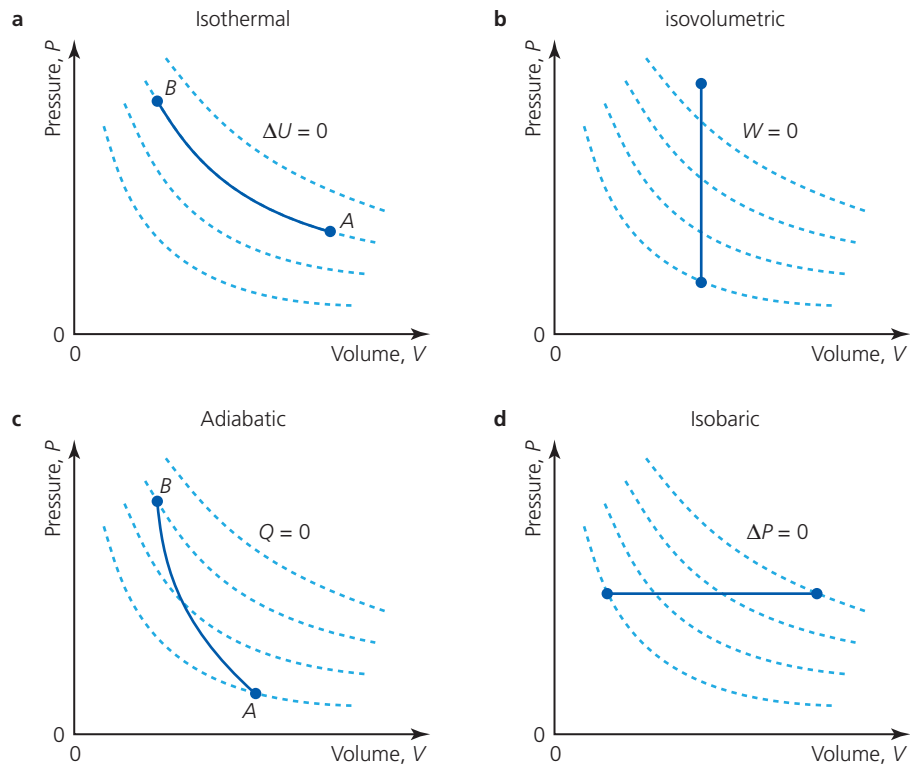 a Isothermal
Pressure, P
B
ΔU = 0
A
0
0
Volume, V
b isovolumetric
Pressure, P
W = 0
0
0
Volume, V
c Adiabatic
Pressure, P
B
Q = 0
A
0
0
Volume, V
d Isobaric
Pressure, P
ΔP = 0
0
0
Volume, V